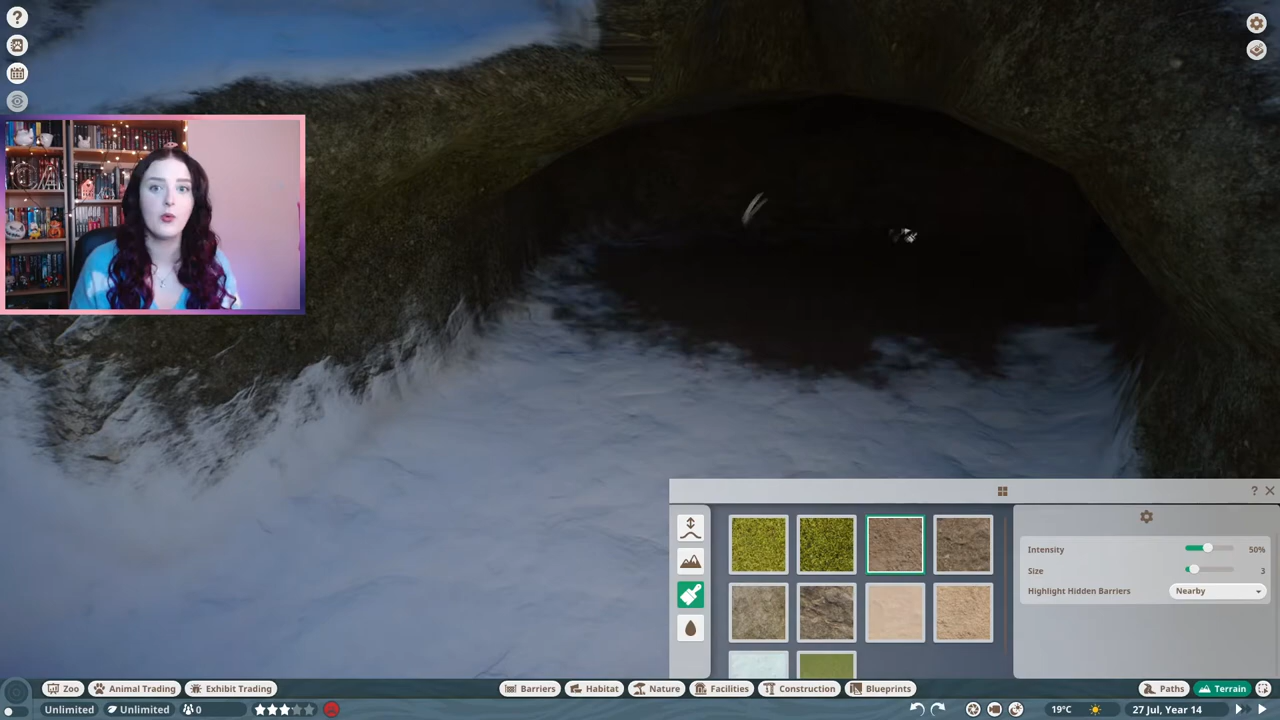 ?
?
Intensity 50%
Size 3
Highlight Hidden Barriers Nearby
Zoo Animal Trading Exhibit Trading Barriers Habitat Nature Facilities Construction Blueprints Paths Terrain
Unlimited Unlimited 0 19°C 27 Jul, Year 14